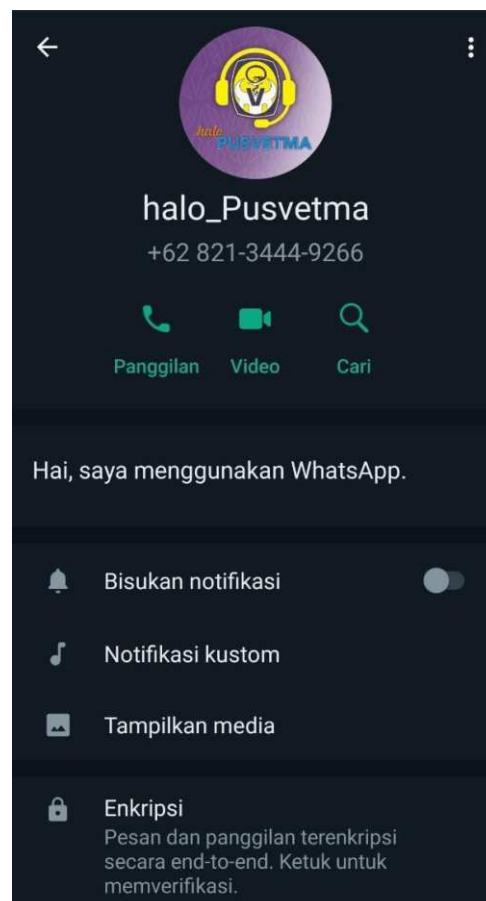 halo
PUSVETMA
halo_Pusvetma
+62 821-3444-9266
Panggilan Video Cari
Hai, saya menggunakan WhatsApp.
Bisukan notifikasi
Notifikasi kustom
Tampilkan media
Enkripsi
Pesan dan panggilan terenkripsi
secara end-to-end. Ketuk untuk
memverifikasi.